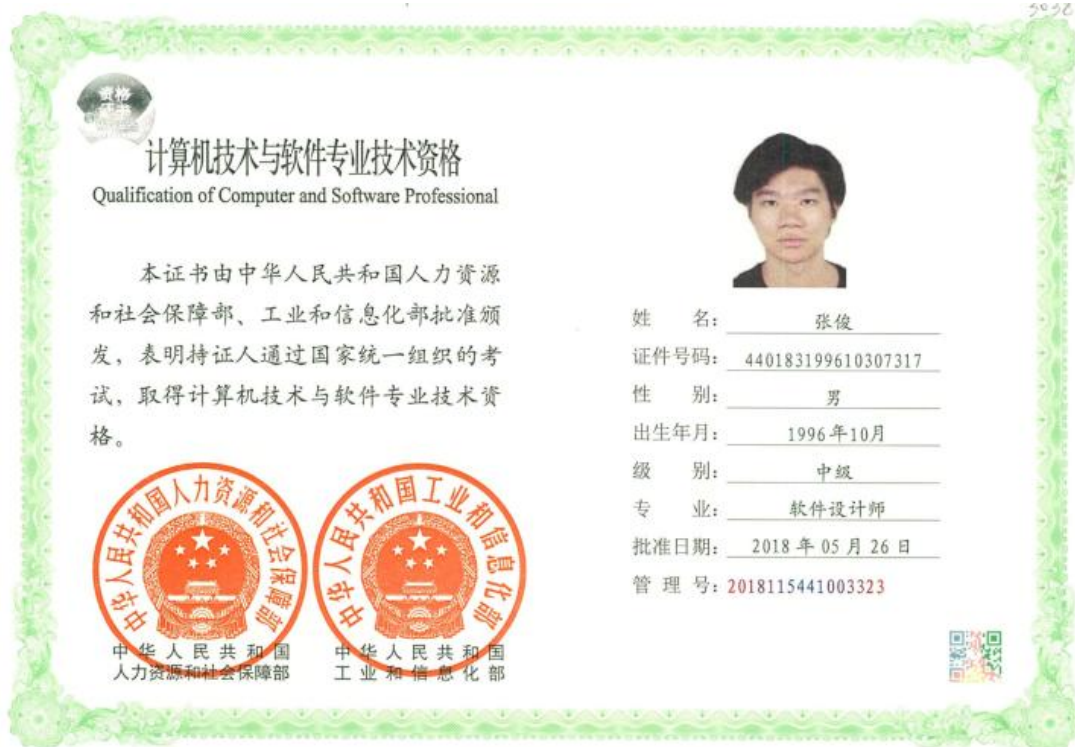 5032
资格
证书
计算机技术与软件专业技术资格
Qualification of Computer and Software Professional
本证书由中华人民共和国人力资源
和社会保障部、工业和信息化部批准颁
发，表明持证人通过国家统一组织的考
试，取得计算机技术与软件专业技术资
格。
中华人民共和国人力资源和社会保障部
中华人民共和国工业和信息化部
中华人民共和国
人力资源和社会保障部
中华人民共和国
工业和信息化部
姓 名： 张俊
证件号码： 440183199610307317
性 别： 男
出生年月： 1996年10月
级 别： 中级
专 业： 软件设计师
批准日期： 2018 年 05 月 26 日
管 理 号：20181115441003323